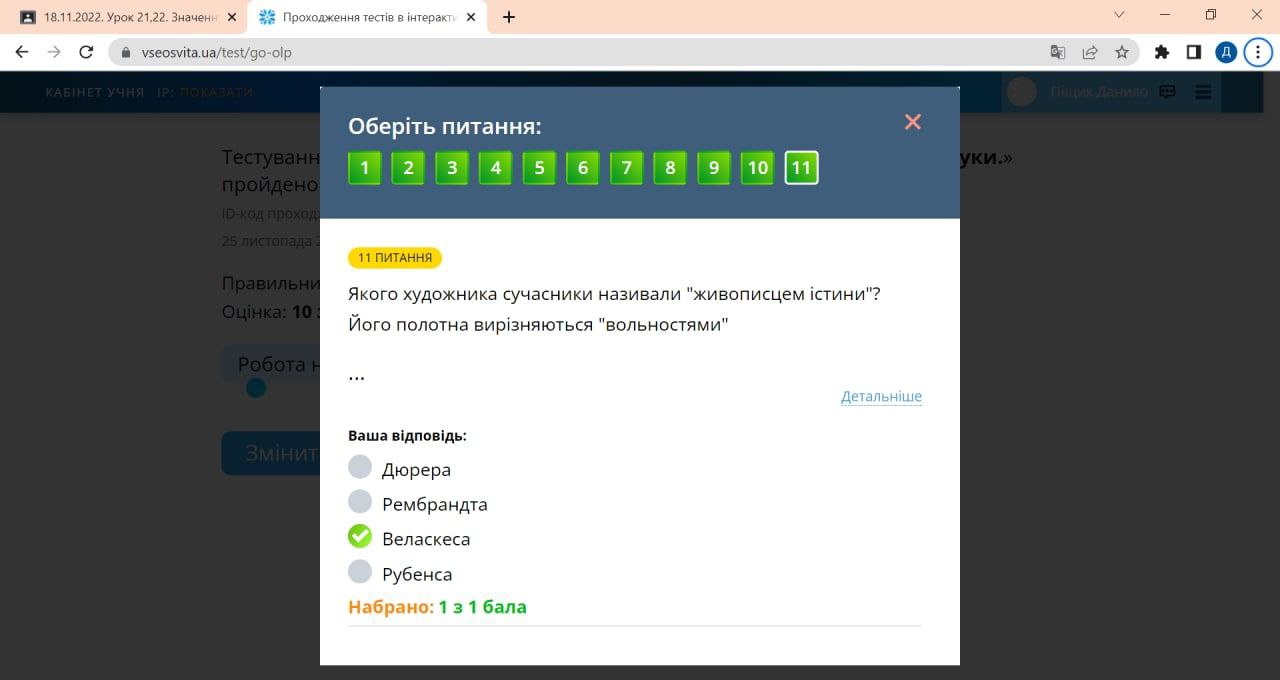 18.11.2022. Урок 21,22. Значенн
Проходження тестів в інтеракти
vseosvita.ua/test/go-olp
Д
КАБІНЕТ УЧНЯ IP: ПОКАЗАТИ
Піщик Данило
Тестуванн
уки.»
пройдено
ID-код проход
25 листопада 2
Правильни
Оцінка: 10 з
Робота н
Змінит
Оберіть питання:
1 2 3 4 5 6 7 8 9 10 11
11 ПИТАННЯ
Якого художника сучасники називали "живописцем істини"?
Його полотна вирізняються "вольностями"
...
Детальніше
Ваша відповідь:
Дюрера
Рембрандта
Веласкеса
Рубенса
Набрано: 1 з 1 бала